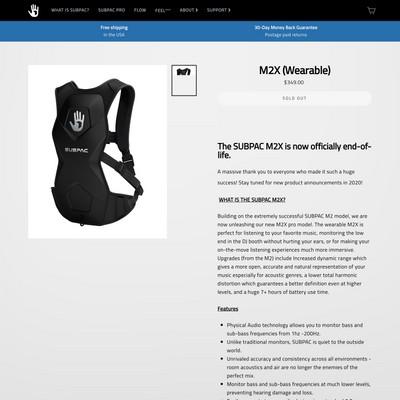 WHAT IS SUBPAC? SUBPAC PRO FLOW FEEL ABOUT SUPPORT
Free shipping
in the USA
30-Day Money Back Guarantee
Postage paid returns
SUBPAC
M2X (Wearable)
$349.00
SOLD OUT
The SUBPAC M2X is now officially end-of-
life.
A massive thank you to everyone who made it such a huge
success! Stay tuned for new product announcements in 2020!
WHAT IS THE SUBPAC M2X?
Building on the extremely successful SUBPAC M2 model, we are
now unleashing our new M2X pro model. The wearable M2X is
perfect for listening to your favorite music, monitoring the low
end in the DJ booth without hurting your ears, or for making your
on-the-move listening experiences much more immersive.
Upgrades (from the M2) include Increased dynamic range which
gives a more open, accurate and natural representation of your
music especially for acoustic genres, a lower total harmonic
distortion which guarantees a better definition even at higher
levels, and a huge 7+ hours of battery use time.
Features
Physical Audio technology allows you to monitor bass and
sub-bass frequencies from 1hz -200Hz.
Unlike traditional monitors, SUBPAC is quiet to the outside
world.
Unrivaled accuracy and consistency across all environments -
room acoustics and air are no longer the enemies of the
perfect mix.
Monitor bass and sub-bass frequencies at much lower levels,
preventing hearing damage and loss.